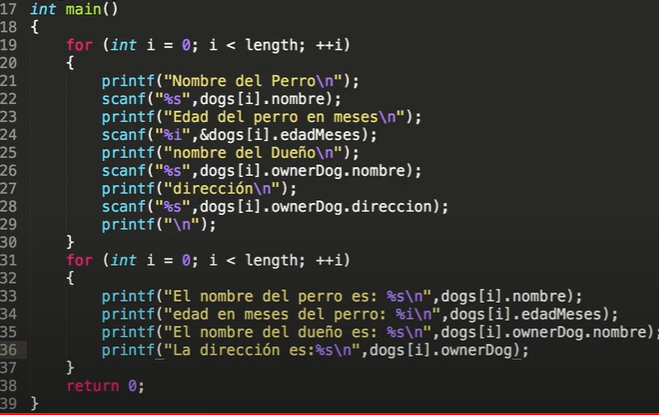 17 int main()
18 {
19     for (int i = 0; i < length; ++i)
20     {
21         printf("Nombre del Perro\n");
22         scanf("%s",dogs[i].nombre);
23         printf("Edad del perro en meses\n");
24         scanf("%i",&dogs[i].edadMeses);
25         printf("nombre del Dueño\n");
26         scanf("%s",dogs[i].ownerDog.nombre);
27         printf("dirección\n");
28         scanf("%s",dogs[i].ownerDog.direccion);
29         printf("\n");
30     }
31     for (int i = 0; i < length; ++i)
32     {
33         printf("El nombre del perro es: %s\n",dogs[i].nombre);
34         printf("edad en meses del perro: %i\n",dogs[i].edadMeses);
35         printf("El nombre del dueño es: %s\n",dogs[i].ownerDog.nombre);
36         printf("La dirección es:%s\n",dogs[i].ownerDog);
37     }
38     return 0;
39 }